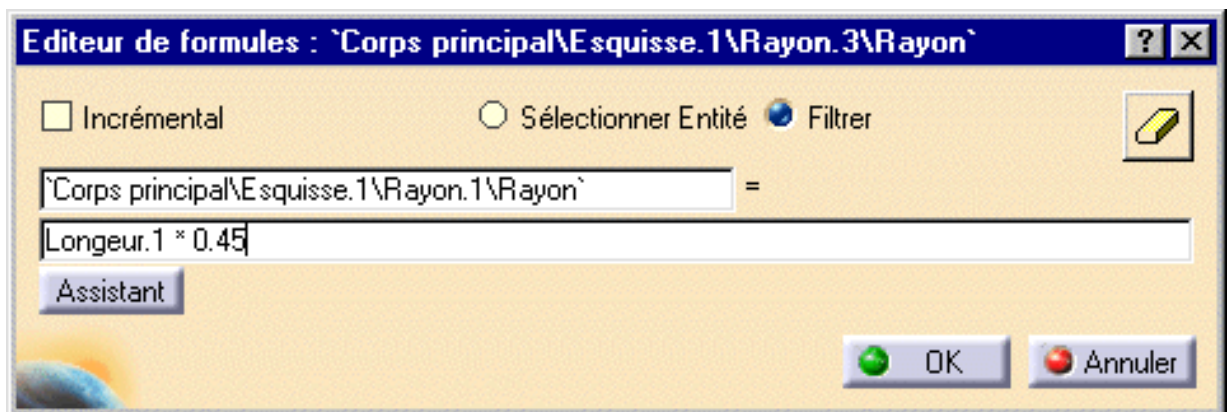 Editeur de formules : `Corps principal\Esquisse.1\Rayon.3\Rayon`
Incrémental Sélectionner Entité Filtrer
`Corps principal\Esquisse.1\Rayon.1\Rayon` =
Longeur.1 * 0.45
Assistant
OK Annuler